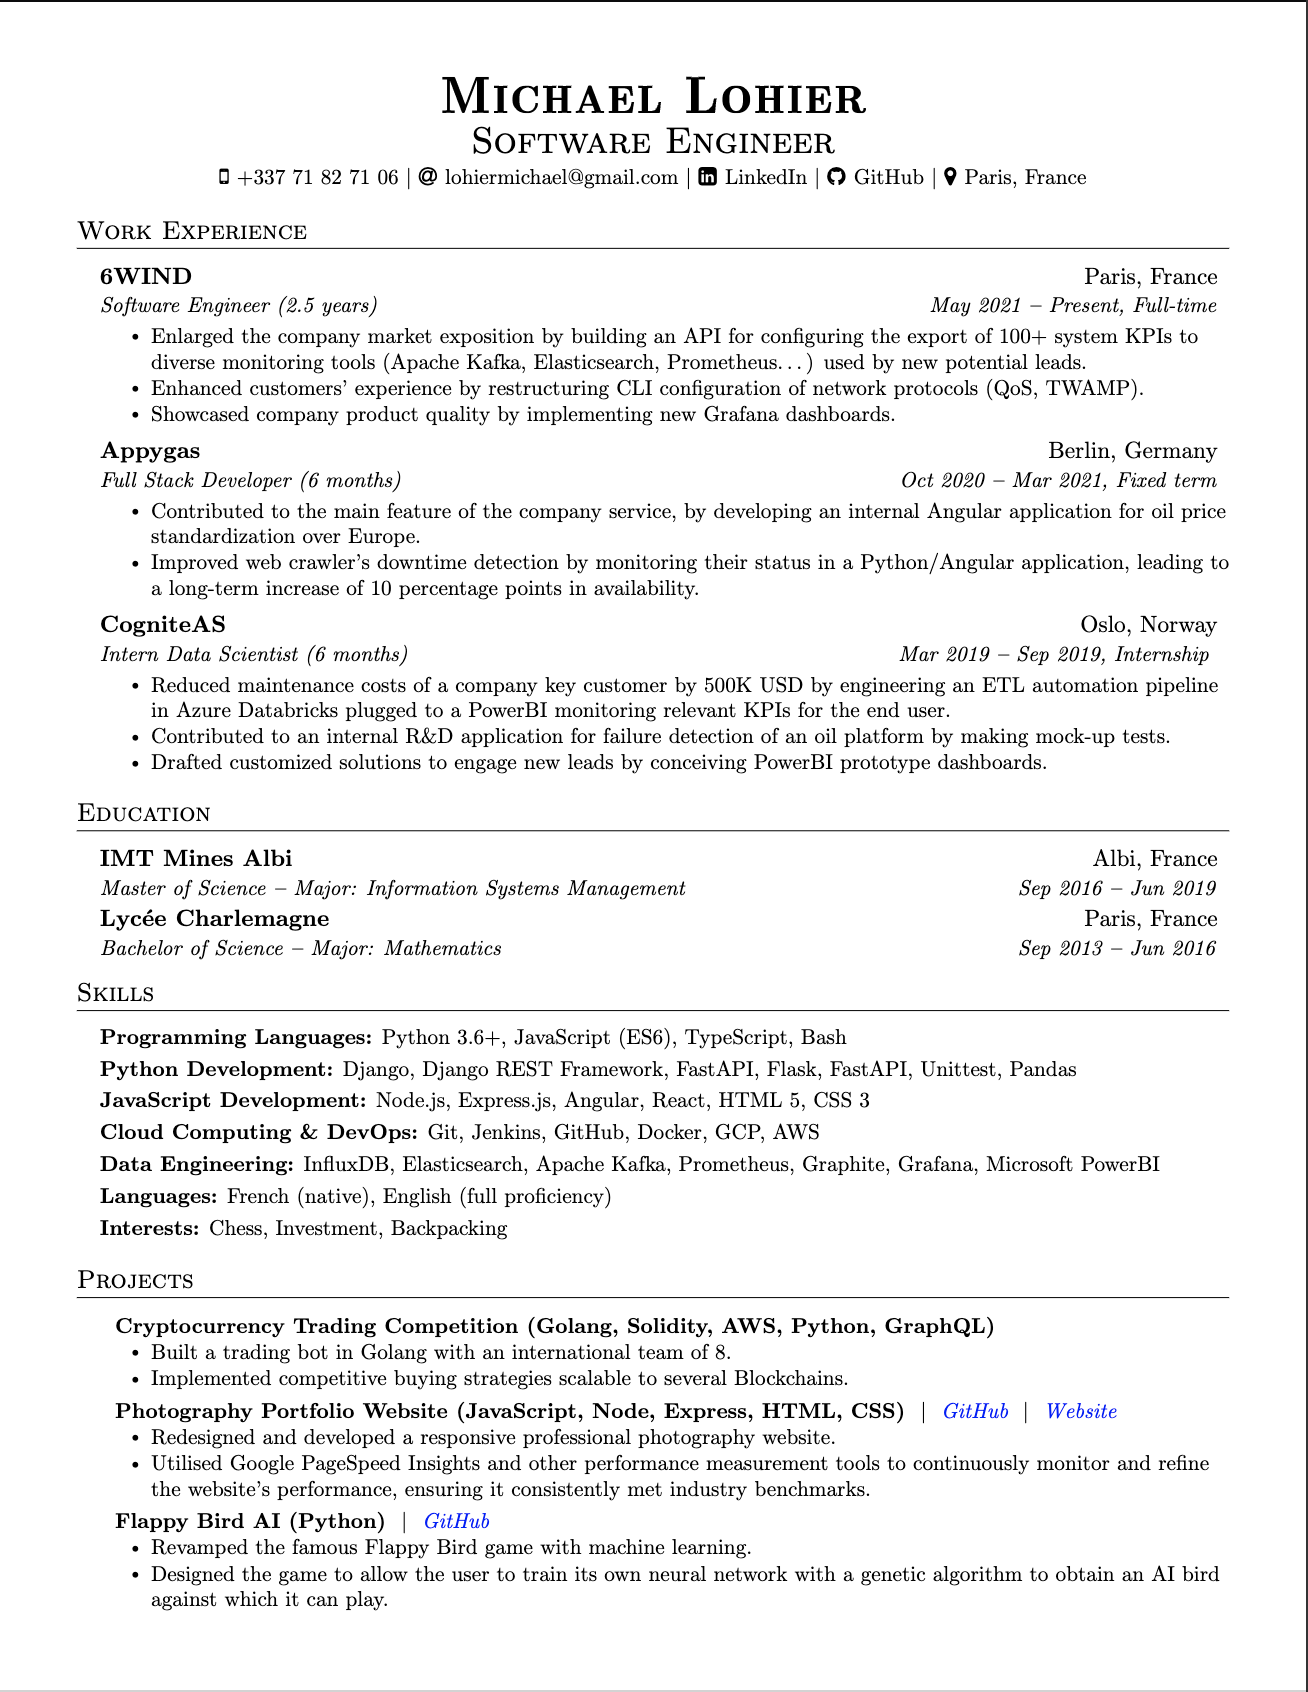 Michael Lohier
Software Engineer
+337 71 82 71 06 | lohiermichael@gmail.com | LinkedIn | GitHub | Paris, France
Work Experience
6WIND Paris, France
Software Engineer (2.5 years) May 2021 – Present, Full-time
• Enlarged the company market exposition by building an API for configuring the export of 100+ system KPIs to
diverse monitoring tools (Apache Kafka, Elasticsearch, Prometheus...) used by new potential leads.
• Enhanced customers' experience by restructuring CLI configuration of network protocols (QoS, TWAMP).
• Showcased company product quality by implementing new Grafana dashboards.
Appygas Berlin, Germany
Full Stack Developer (6 months) Oct 2020 – Mar 2021, Fixed term
• Contributed to the main feature of the company service, by developing an internal Angular application for oil price
standardization over Europe.
• Improved web crawler's downtime detection by monitoring their status in a Python/Angular application, leading to
a long-term increase of 10 percentage points in availability.
CogniteAS Oslo, Norway
Intern Data Scientist (6 months) Mar 2019 – Sep 2019, Internship
• Reduced maintenance costs of a company key customer by 500K USD by engineering an ETL automation pipeline
in Azure Databricks plugged to a PowerBI monitoring relevant KPIs for the end user.
• Contributed to an internal R&D application for failure detection of an oil platform by making mock-up tests.
• Drafted customized solutions to engage new leads by conceiving PowerBI prototype dashboards.
Education
IMT Mines Albi Albi, France
Master of Science – Major: Information Systems Management Sep 2016 – Jun 2019
Lycée Charlemagne Paris, France
Bachelor of Science – Major: Mathematics Sep 2013 – Jun 2016
Skills
Programming Languages: Python 3.6+, JavaScript (ES6), TypeScript, Bash
Python Development: Django, Django REST Framework, FastAPI, Flask, FastAPI, Unittest, Pandas
JavaScript Development: Node.js, Express.js, Angular, React, HTML 5, CSS 3
Cloud Computing & DevOps: Git, Jenkins, GitHub, Docker, GCP, AWS
Data Engineering: InfluxDB, Elasticsearch, Apache Kafka, Prometheus, Graphite, Grafana, Microsoft PowerBI
Languages: French (native), English (full proficiency)
Interests: Chess, Investment, Backpacking
Projects
Cryptocurrency Trading Competition (Golang, Solidity, AWS, Python, GraphQL)
• Built a trading bot in Golang with an international team of 8.
• Implemented competitive buying strategies scalable to several Blockchains.
Photography Portfolio Website (JavaScript, Node, Express, HTML, CSS) | GitHub | Website
• Redesigned and developed a responsive professional photography website.
• Utilised Google PageSpeed Insights and other performance measurement tools to continuously monitor and refine
the website's performance, ensuring it consistently met industry benchmarks.
Flappy Bird AI (Python) | GitHub
• Revamped the famous Flappy Bird game with machine learning.
• Designed the game to allow the user to train its own neural network with a genetic algorithm to obtain an AI bird
against which it can play.